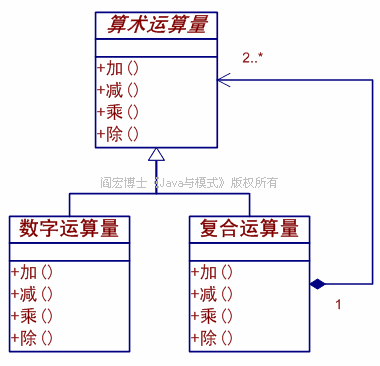 算术运算量
2..*
+加()
+减()
+乘()
+除()
阎宏博士《Java与模式》版权所有
数字运算量
+加()
+减()
+乘()
+除()
复合运算量
+加()
+减()
+乘()
+除()
1